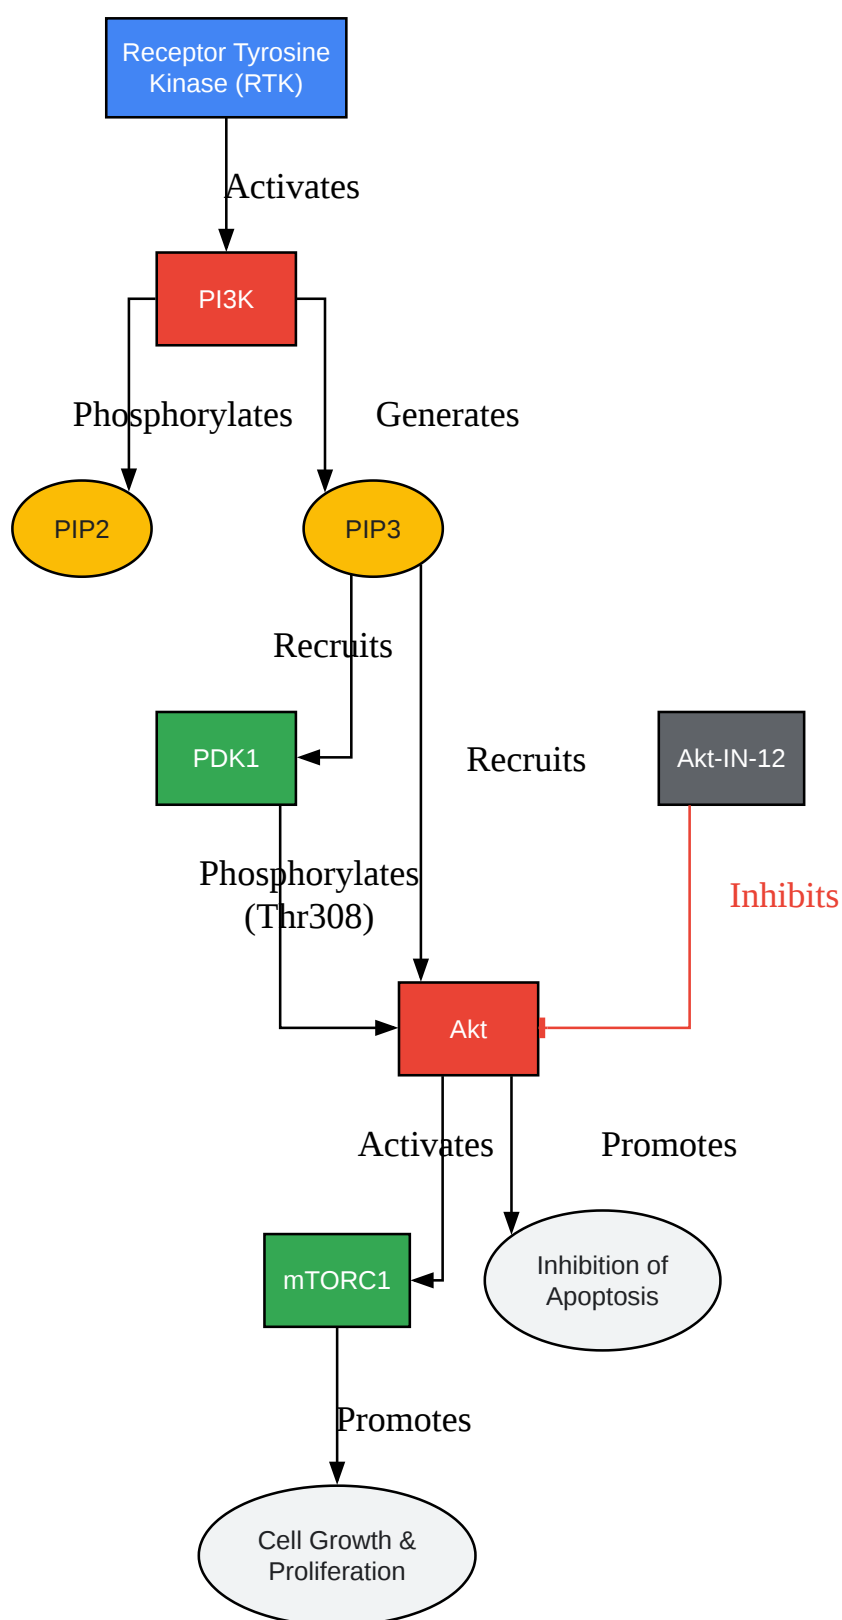 Receptor Tyrosine
Kinase (RTK)
Activates
PI3K
Phosphorylates
Generates
PIP2
PIP3
Recruits
PDK1
Recruits
Akt-IN-12
Phosphorylates
(Thr308)
Inhibits
Akt
Activates
Promotes
mTORC1
Inhibition of
Apoptosis
Promotes
Cell Growth &
Proliferation